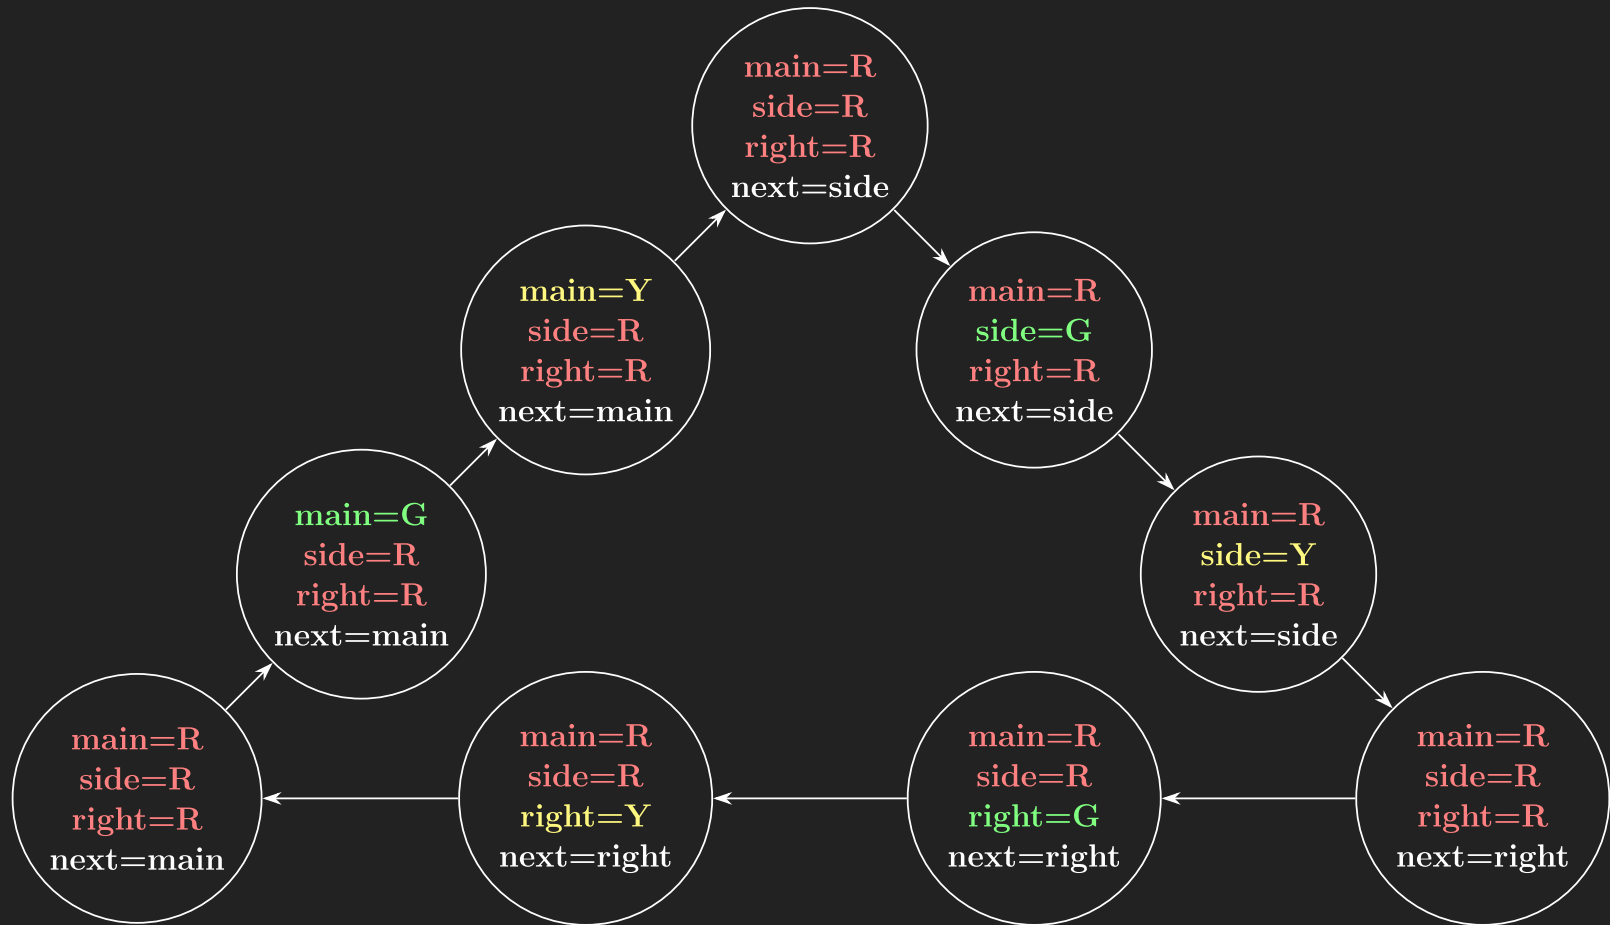 main=R
side=R
right=R
next=side
main=Y
side=R
right=R
next=main
main=R
side=G
right=R
next=side
main=G
side=R
right=R
next=main
main=R
side=Y
right=R
next=side
main=R
side=R
right=R
next=main
main=R
side=R
right=Y
next=right
main=R
side=R
right=G
next=right
main=R
side=R
right=R
next=right